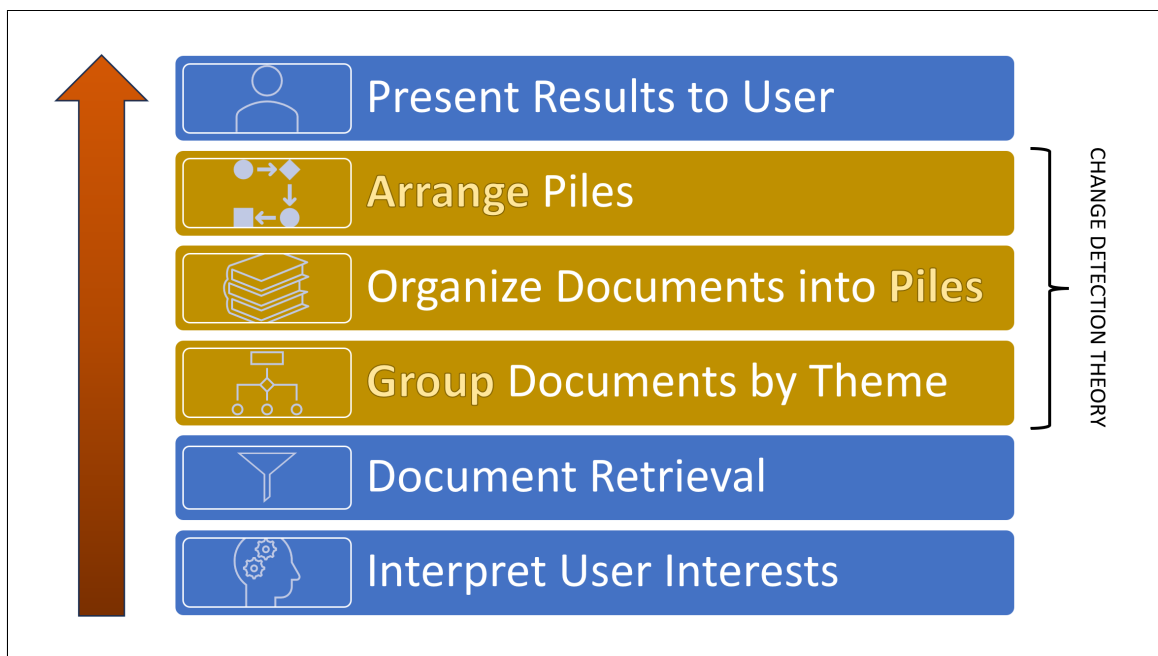 Present Results to User
Arrange Piles
Organize Documents into Piles
Group Documents by Theme
Document Retrieval
Interpret User Interests
CHANGE DETECTION THEORY